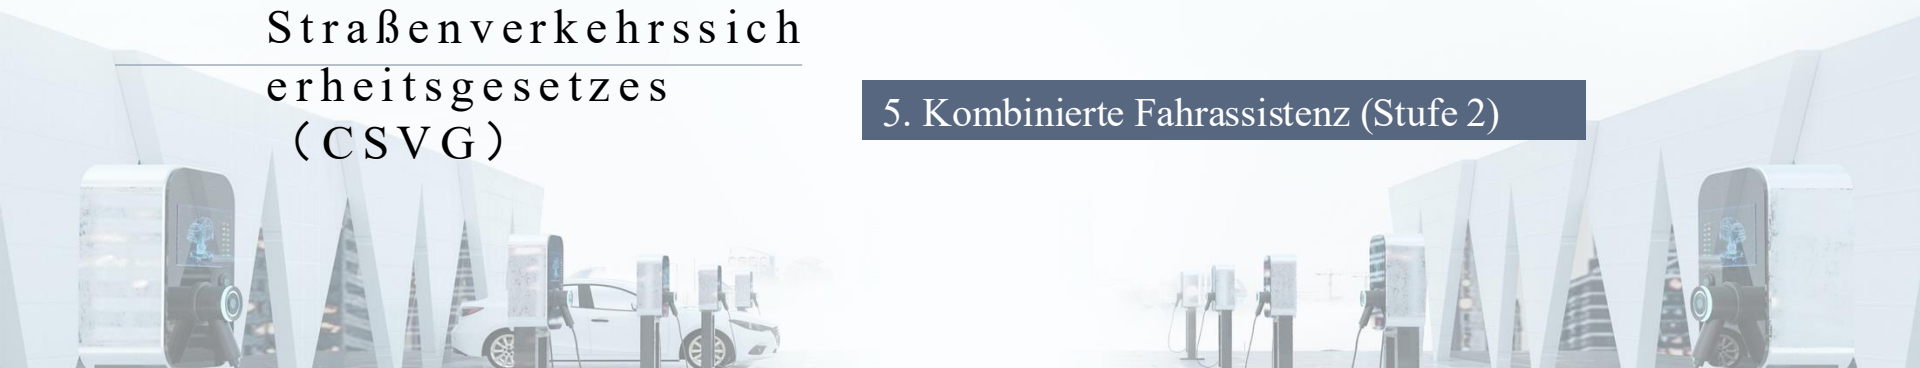 Straßenverkehrssich
erheitsgesetzes
（CSVG）
5. Kombinierte Fahrassistenz (Stufe 2)